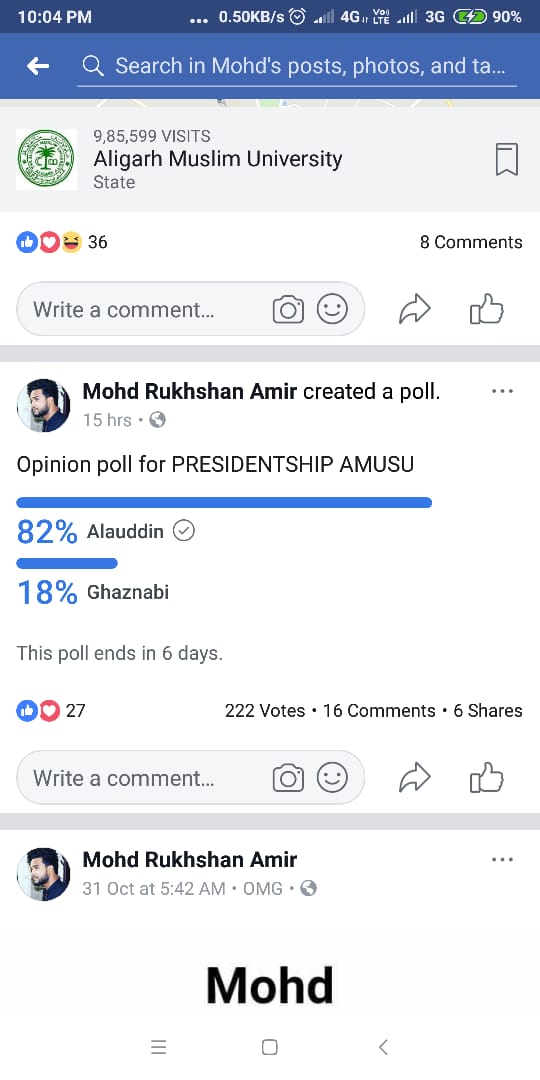 10:04 PM ... 0.50KB/s 4G Vo) LTE 3G 90%
Search in Mohd's posts, photos, and ta...
9,85,599 VISITS
Aligarh Muslim University
State
36 8 Comments
Write a comment...
Mohd Rukhshan Amir created a poll.
15 hrs •
Opinion poll for PRESIDENTSHIP AMUSU
82% Alauddin
18% Ghaznabi
This poll ends in 6 days.
27 222 Votes • 16 Comments • 6 Shares
Write a comment...
Mohd Rukhshan Amir
31 Oct at 5:42 AM • OMG •
Mohd